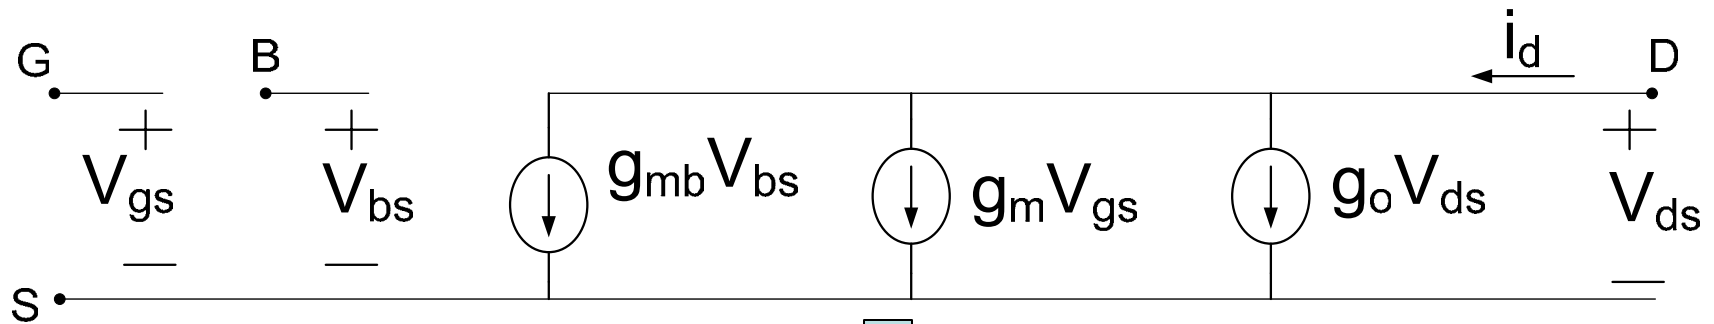 i_d
G B D
+ + +
V_gs V_bs g_mb V_bs g_m V_gs g_o V_ds V_ds
− − −
S